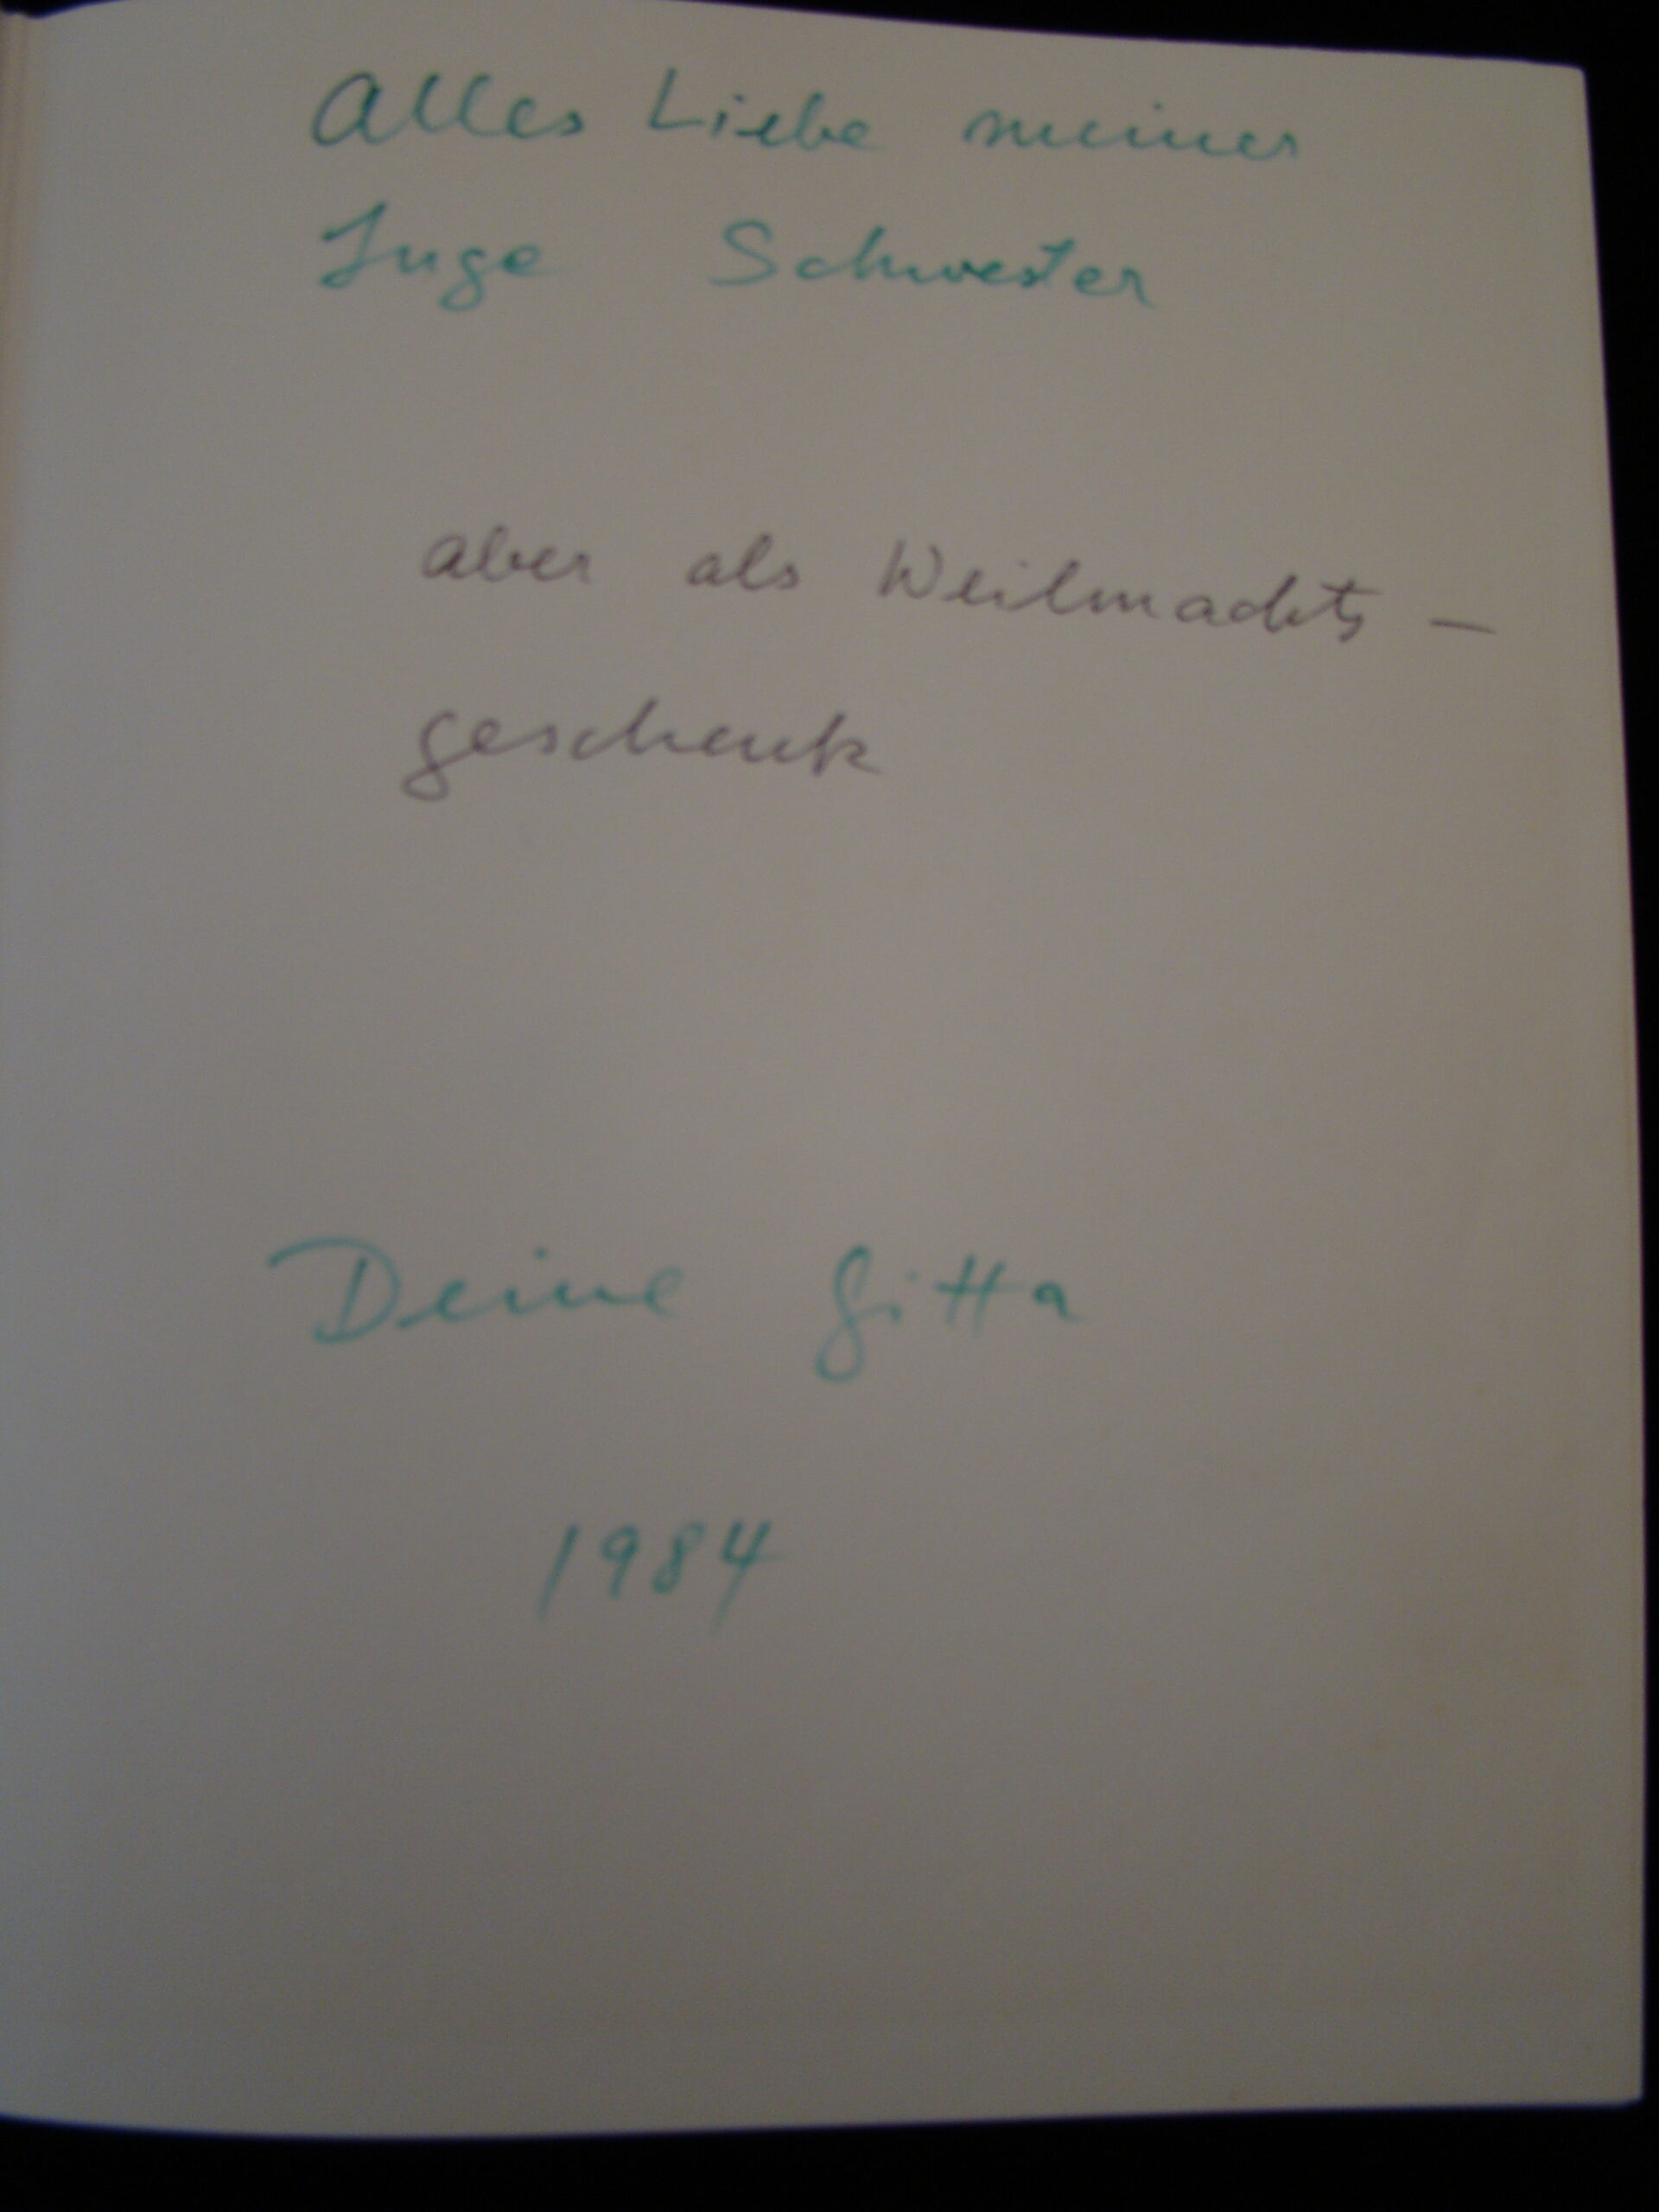 Alles Liebe meiner
Inge Schwester
aber als Weihnachts -
geschenk
Deine Gitta
1984